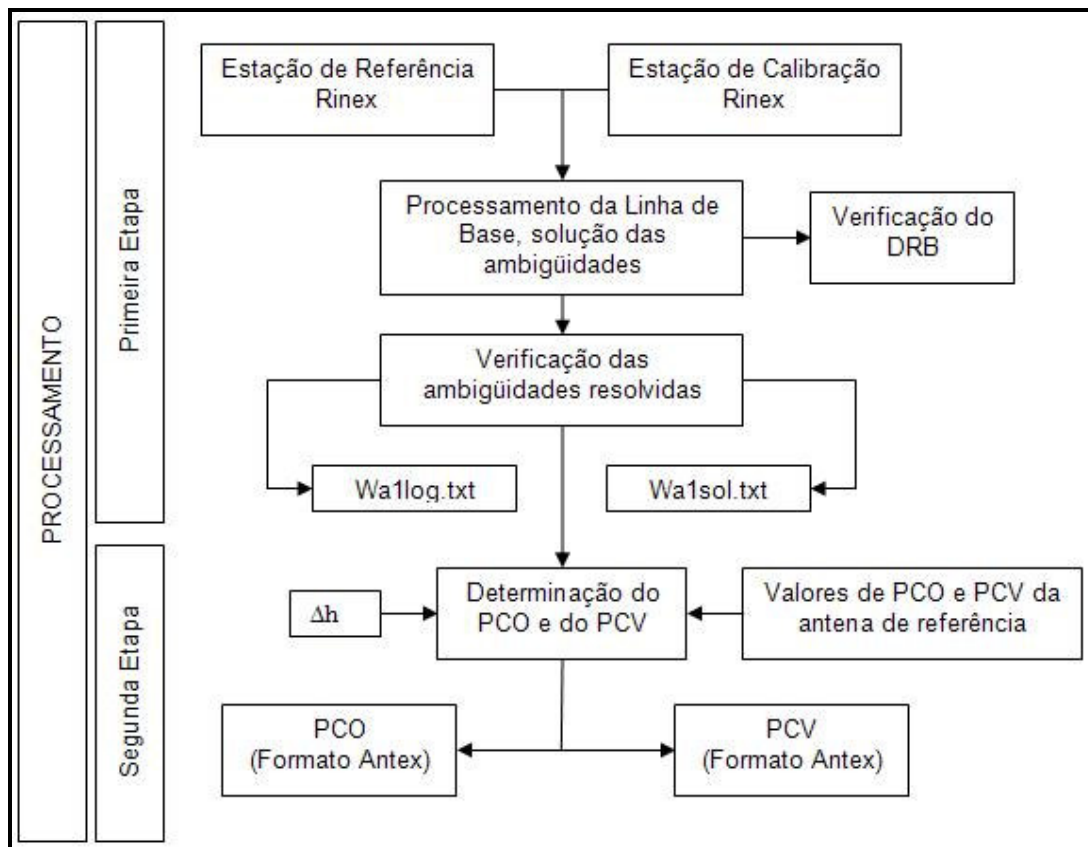 PROCESSAMENTO
Primeira Etapa
Estação de Referência
Rinex
Estação de Calibração
Rinex
Processamento da Linha de
Base, solução das
ambigüidades
Verificação do
DRB
Verificação das
ambigüidades resolvidas
Wa1log.txt
Wa1sol.txt
Segunda Etapa
Δh
Determinação do
PCO e do PCV
Valores de PCO e PCV da
antena de referência
PCO
(Formato Antex)
PCV
(Formato Antex)